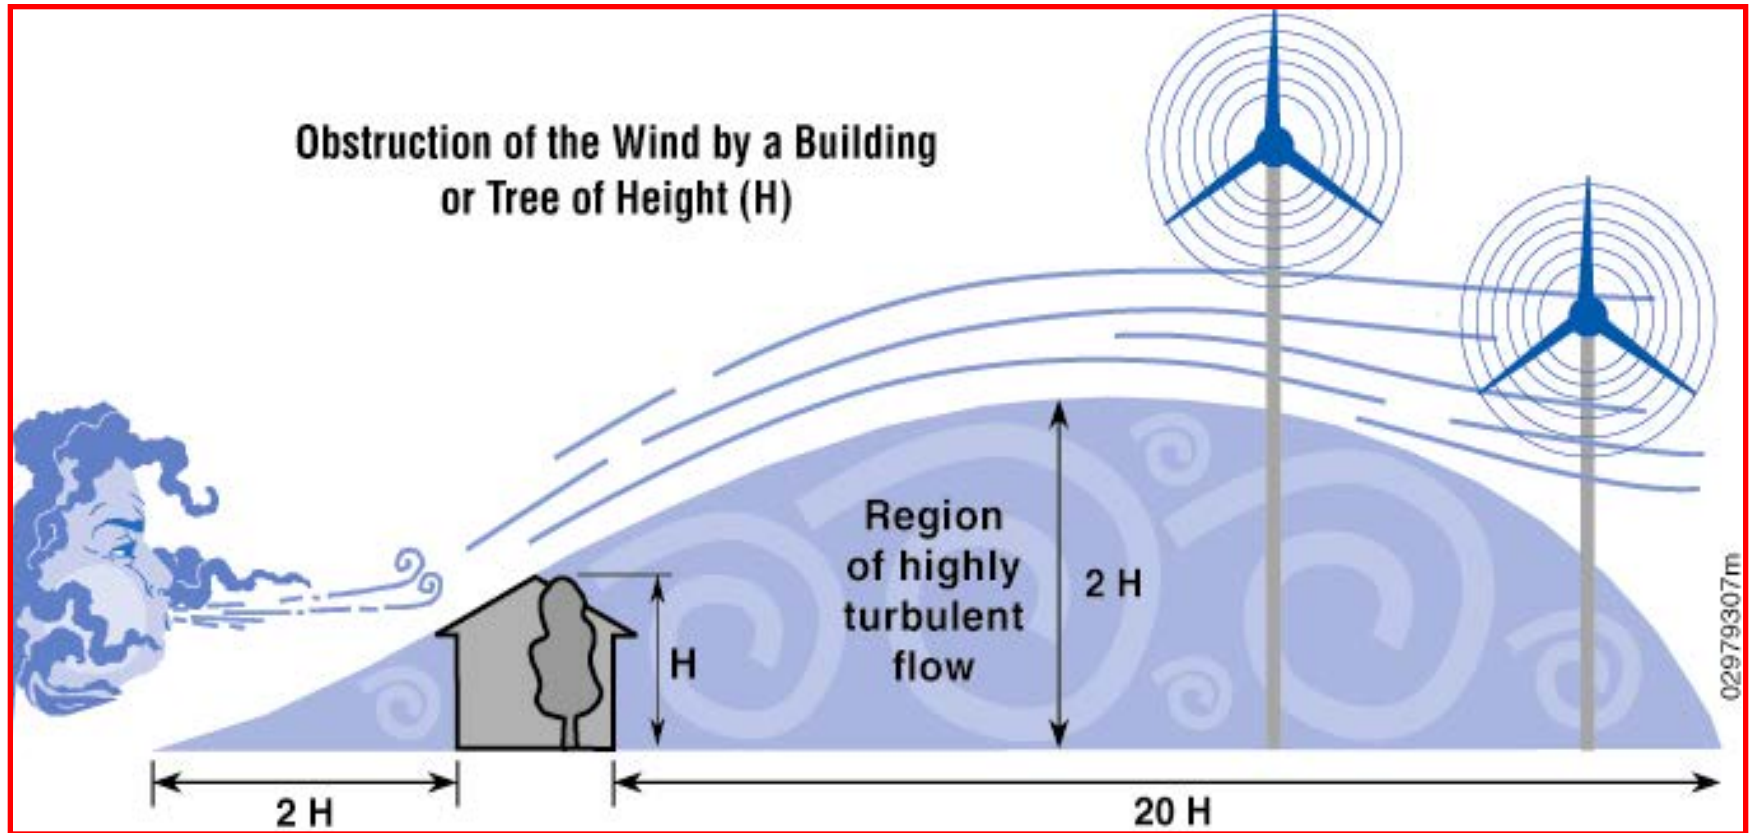 Obstruction of the Wind by a Building
or Tree of Height (H)
Region
of highly
turbulent
flow
2 H
H
2 H
20 H
02979307m